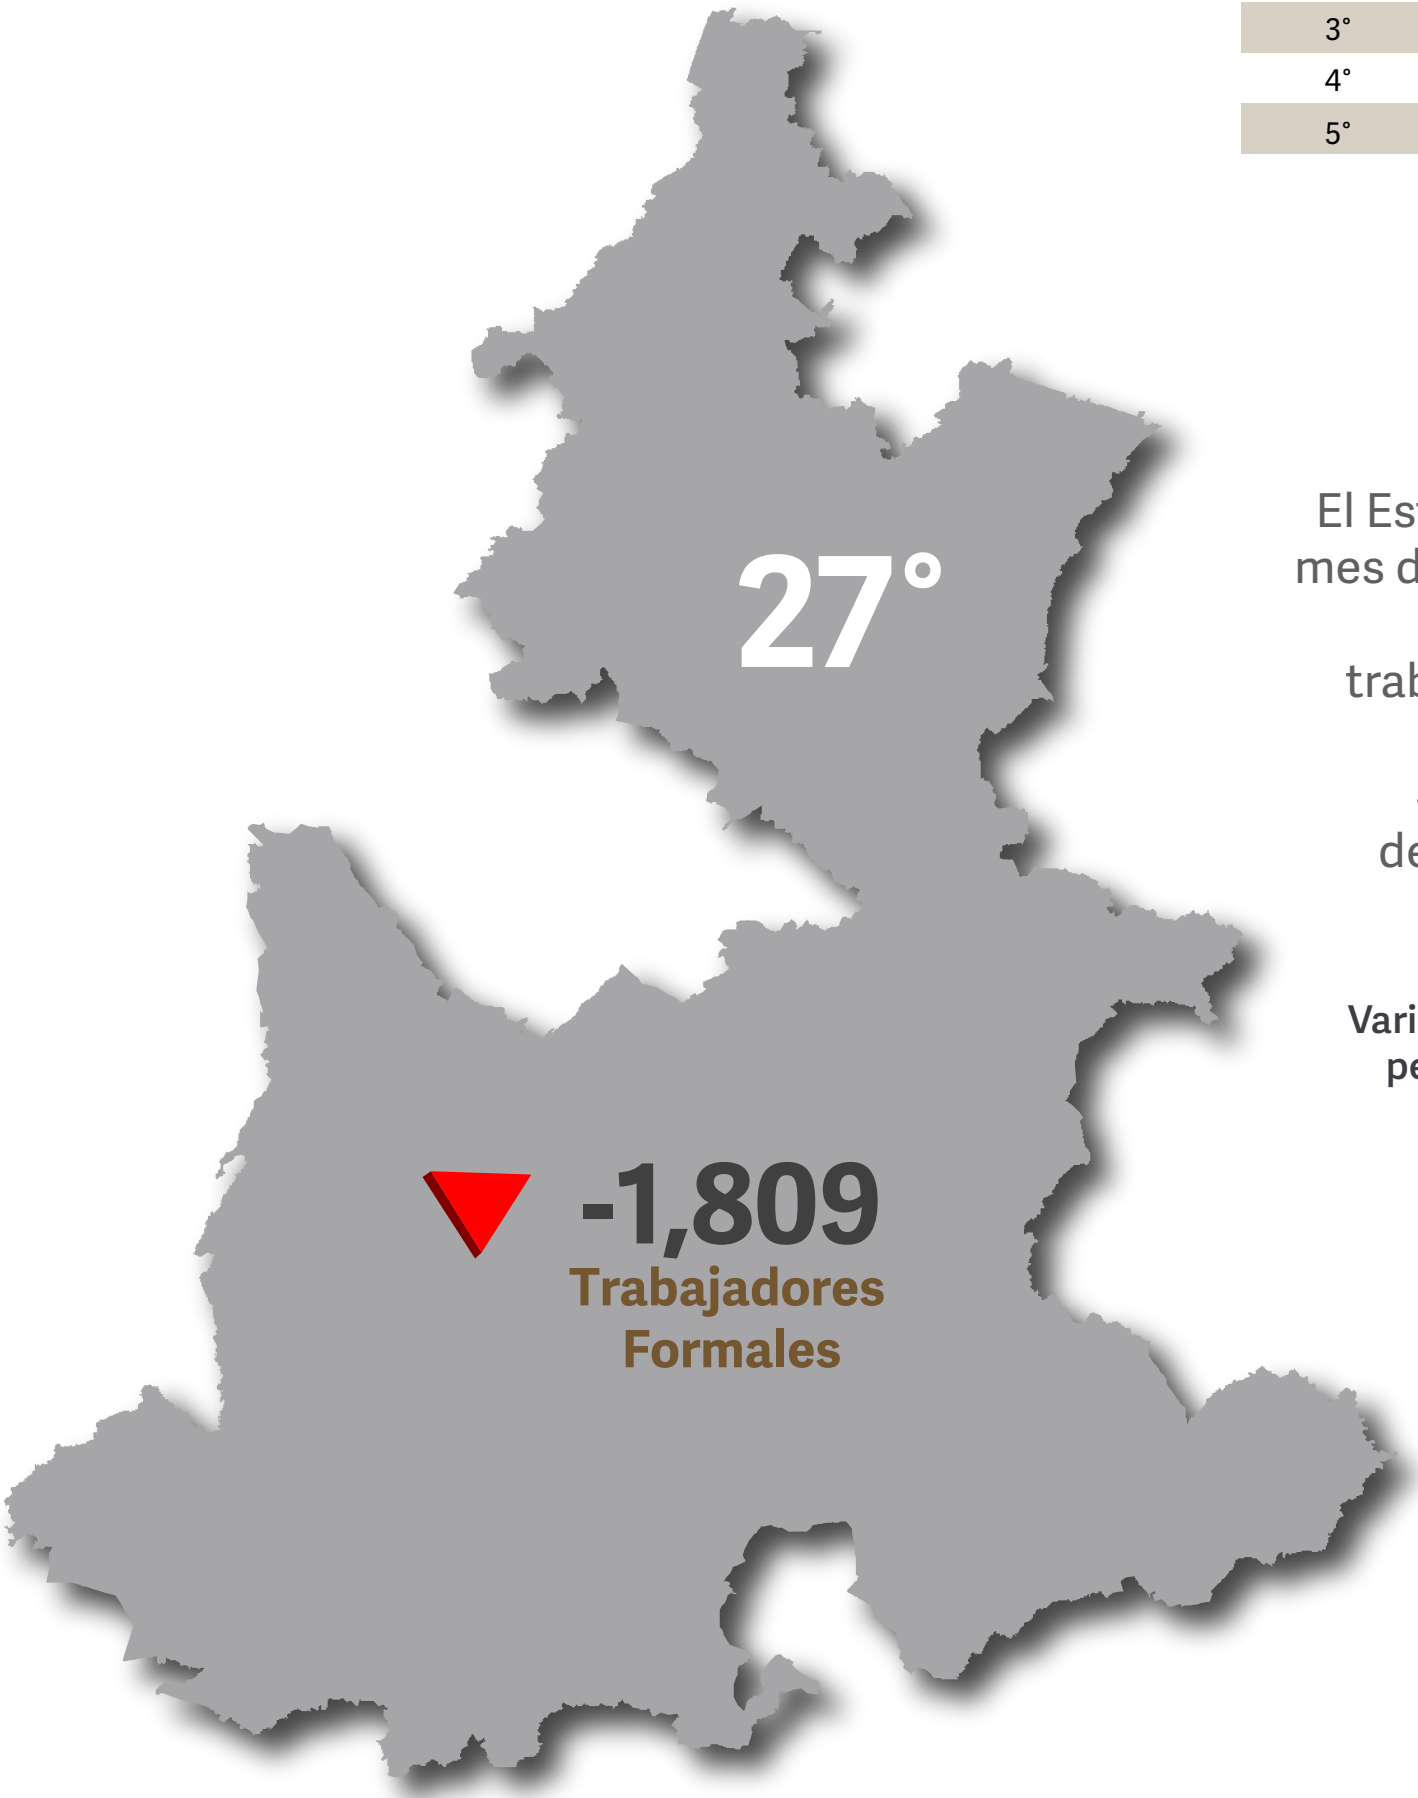 3°
4°
5°
27°
El Es
mes d
trab
de
Vari
pe
-1,809
Trabajadores
Formales